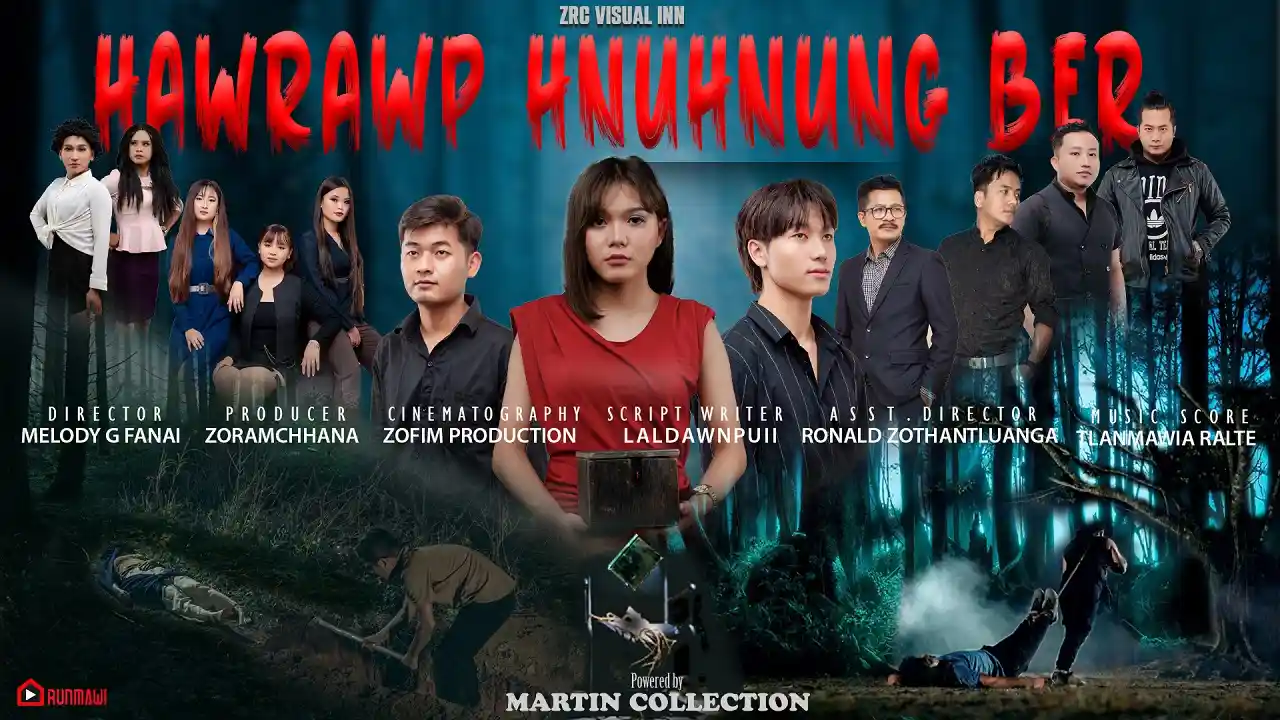 ZRC VISUAL INN
HAWRAWP HNUHNUNG BER
DIRECTOR
MELODY G FANAI
PRODUCER
ZORAMCHHANA
CINEMATOGRAPHY
ZOFIM PRODUCTION
SCRIPT WRITER
LALDAWNPUII
ASST. DIRECTOR
RONALD ZOTHANTLUANGA
MUSIC SCORE
TLANMAWIA RALTE
adidas
RUNMAWI
Powered by
MARTIN COLLECTION